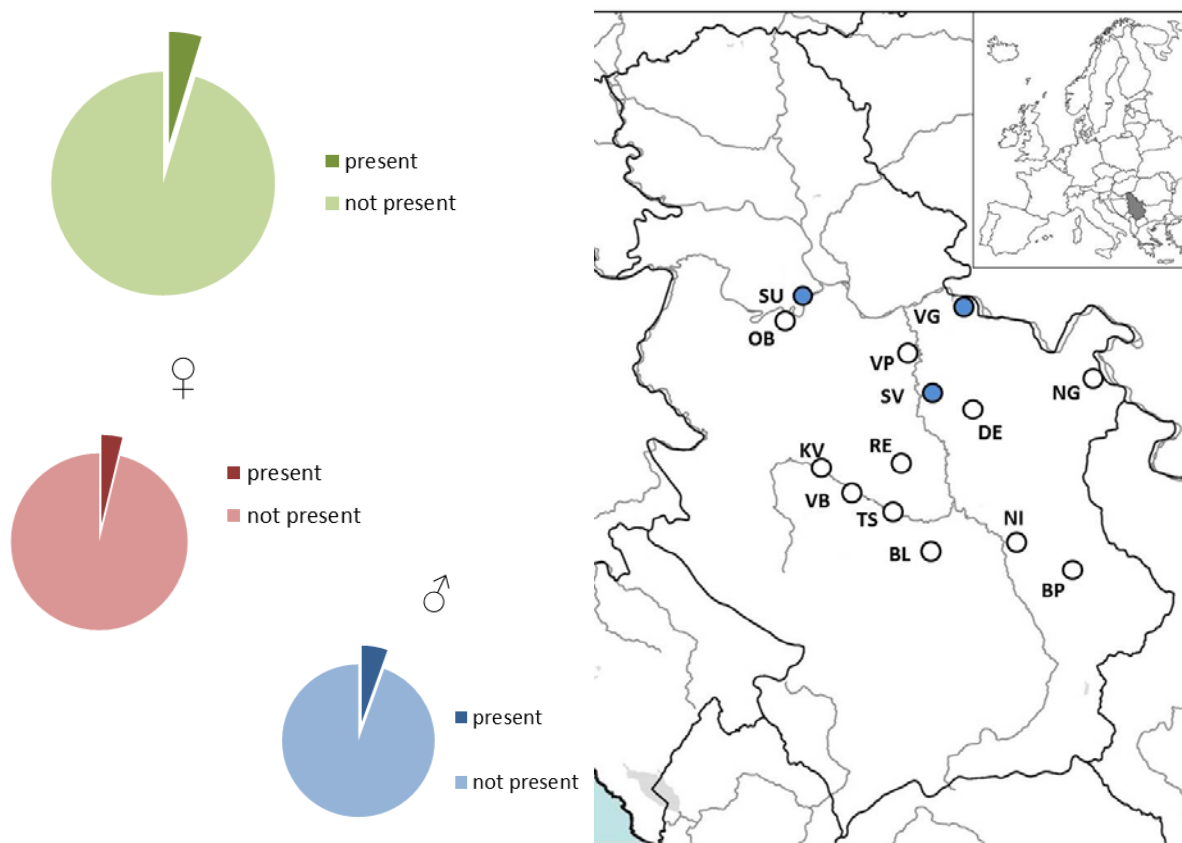 present
not present
♀
present
not present
♂
present
not present
SU
OB
VG
VP
SV
NG
DE
RE
KV
VB
TS
NI
BL
BP